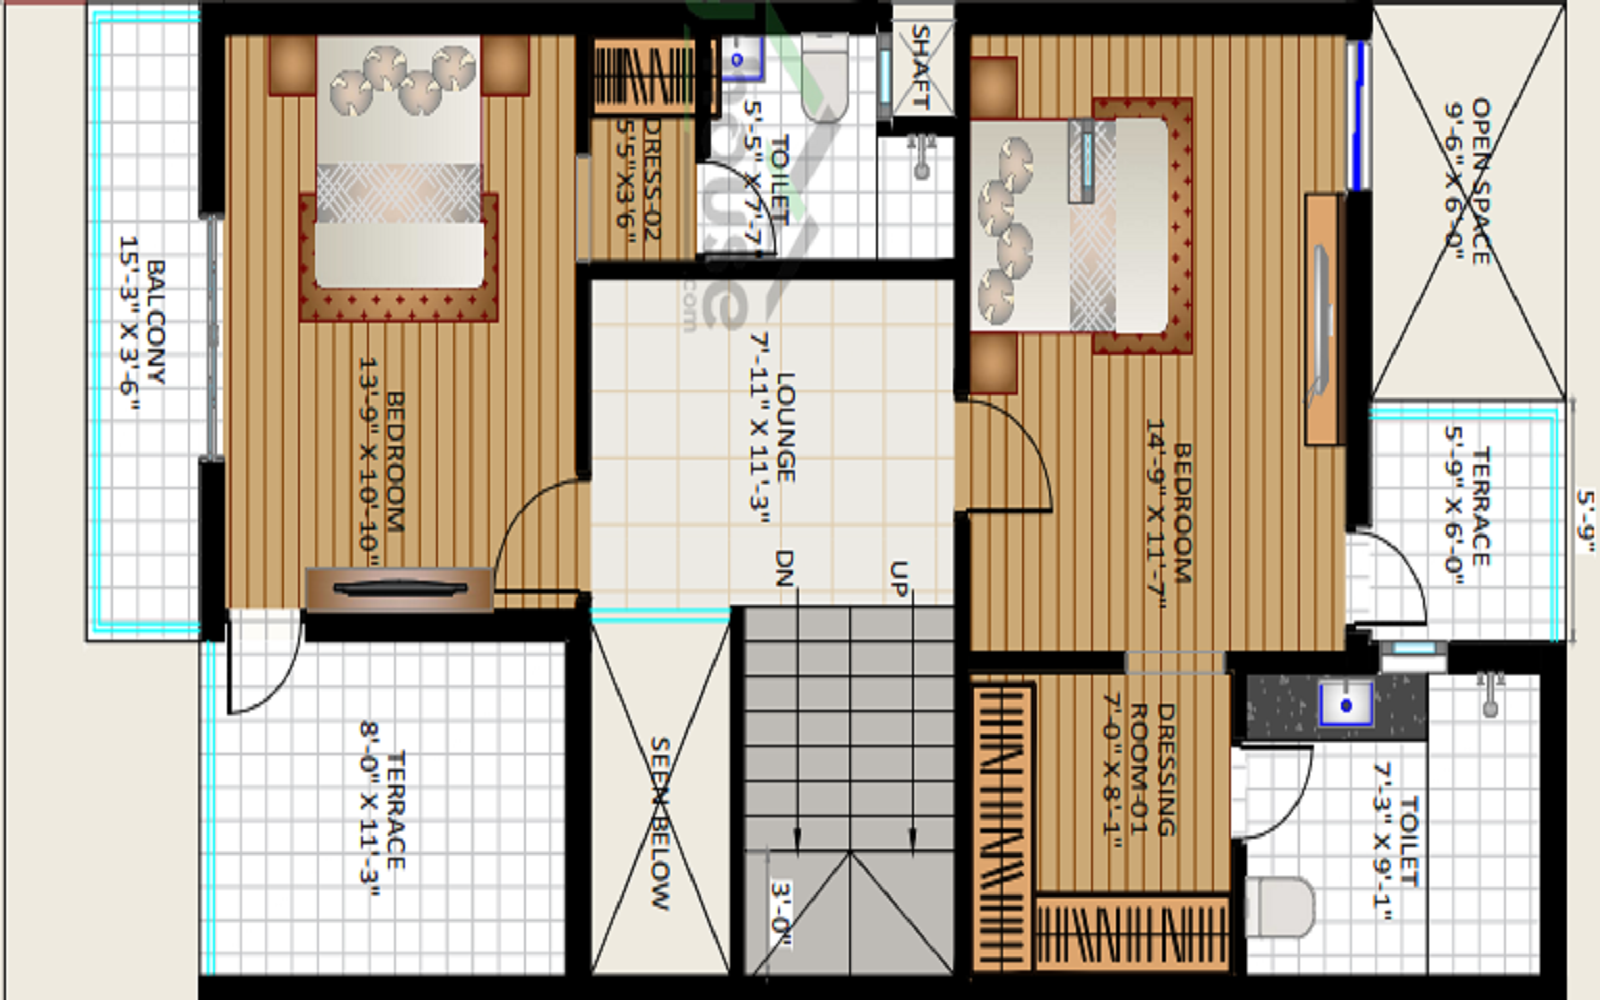 BALCONY
15'-3" X 3'-6"
BEDROOM
13'-9" X 10'-10"
TERRACE
8'-0" X 11'-3"
DRESS-02
5'5"X3'6"
TOILET
5'-5" X 7'-7"
SHAFT
house
.com
LOUNGE
7'-11" X 11'-3"
DN
UP
SEEN BELOW
3'-0"
BEDROOM
14'-9" X 11'-7"
DRESSING
ROOM-01
7'-0" X 8'-1"
TOILET
7'-3" X 9'-1"
OPEN SPACE
9'-6" X 6'-0"
TERRACE
5'-9" X 6'-0"
5'-9"